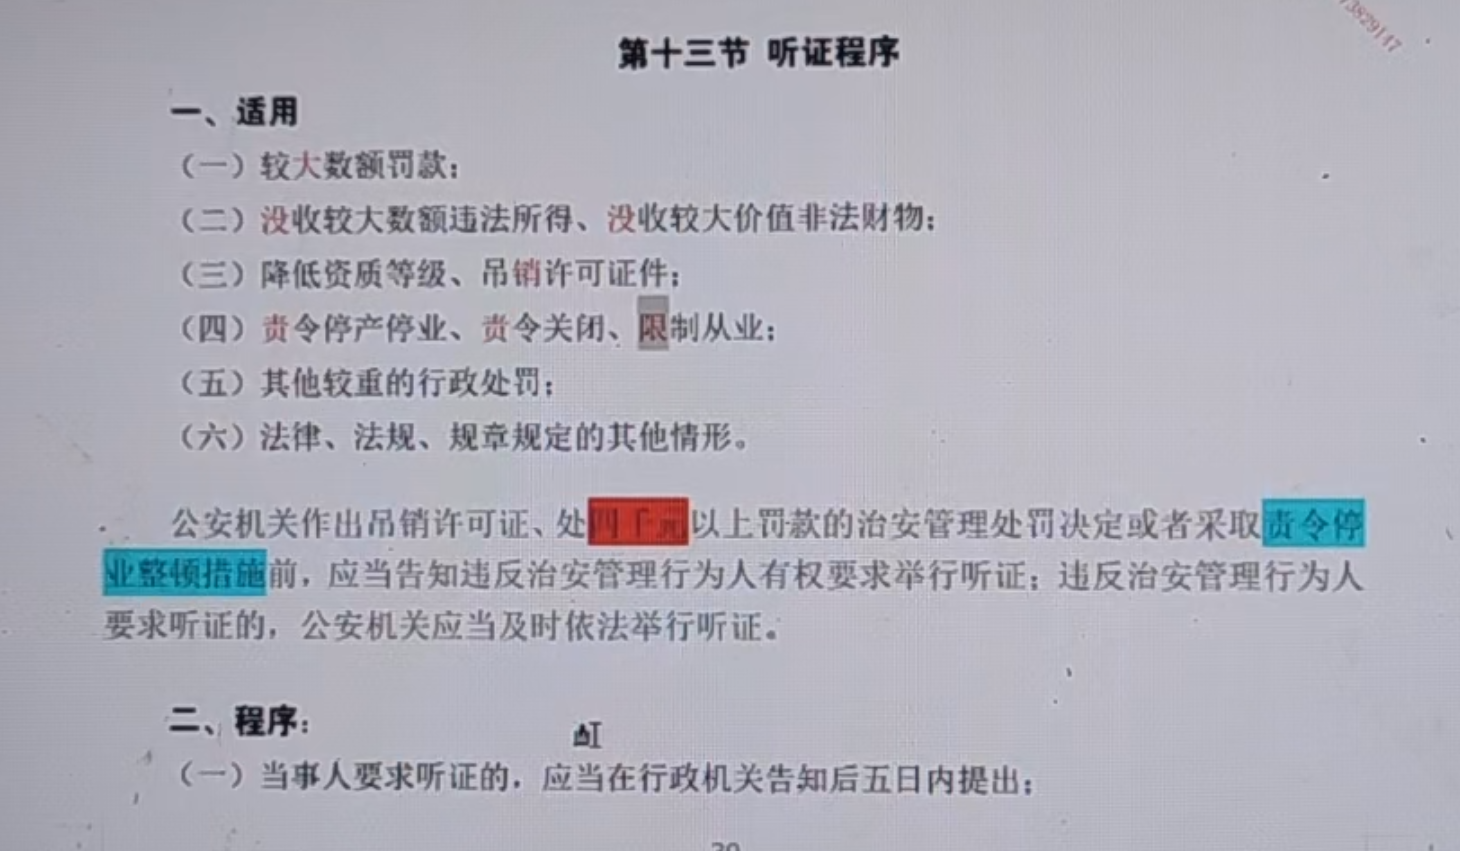 73829147
第十三节 听证程序
一、适用
（一）较大数额罚款；
（二）没收较大数额违法所得、没收较大价值非法财物；
（三）降低资质等级、吊销许可证件；
（四）责令停产停业、责令关闭、限制从业；
（五）其他较重的行政处罚；
（六）法律、法规、规章规定的其他情形。
公安机关作出吊销许可证、处四千元以上罚款的治安管理处罚决定或者采取责令停
业整顿措施前，应当告知违反治安管理行为人有权要求举行听证；违反治安管理行为人
要求听证的，公安机关应当及时依法举行听证。
二、程序：
（一）当事人要求听证的，应当在行政机关告知后五日内提出；